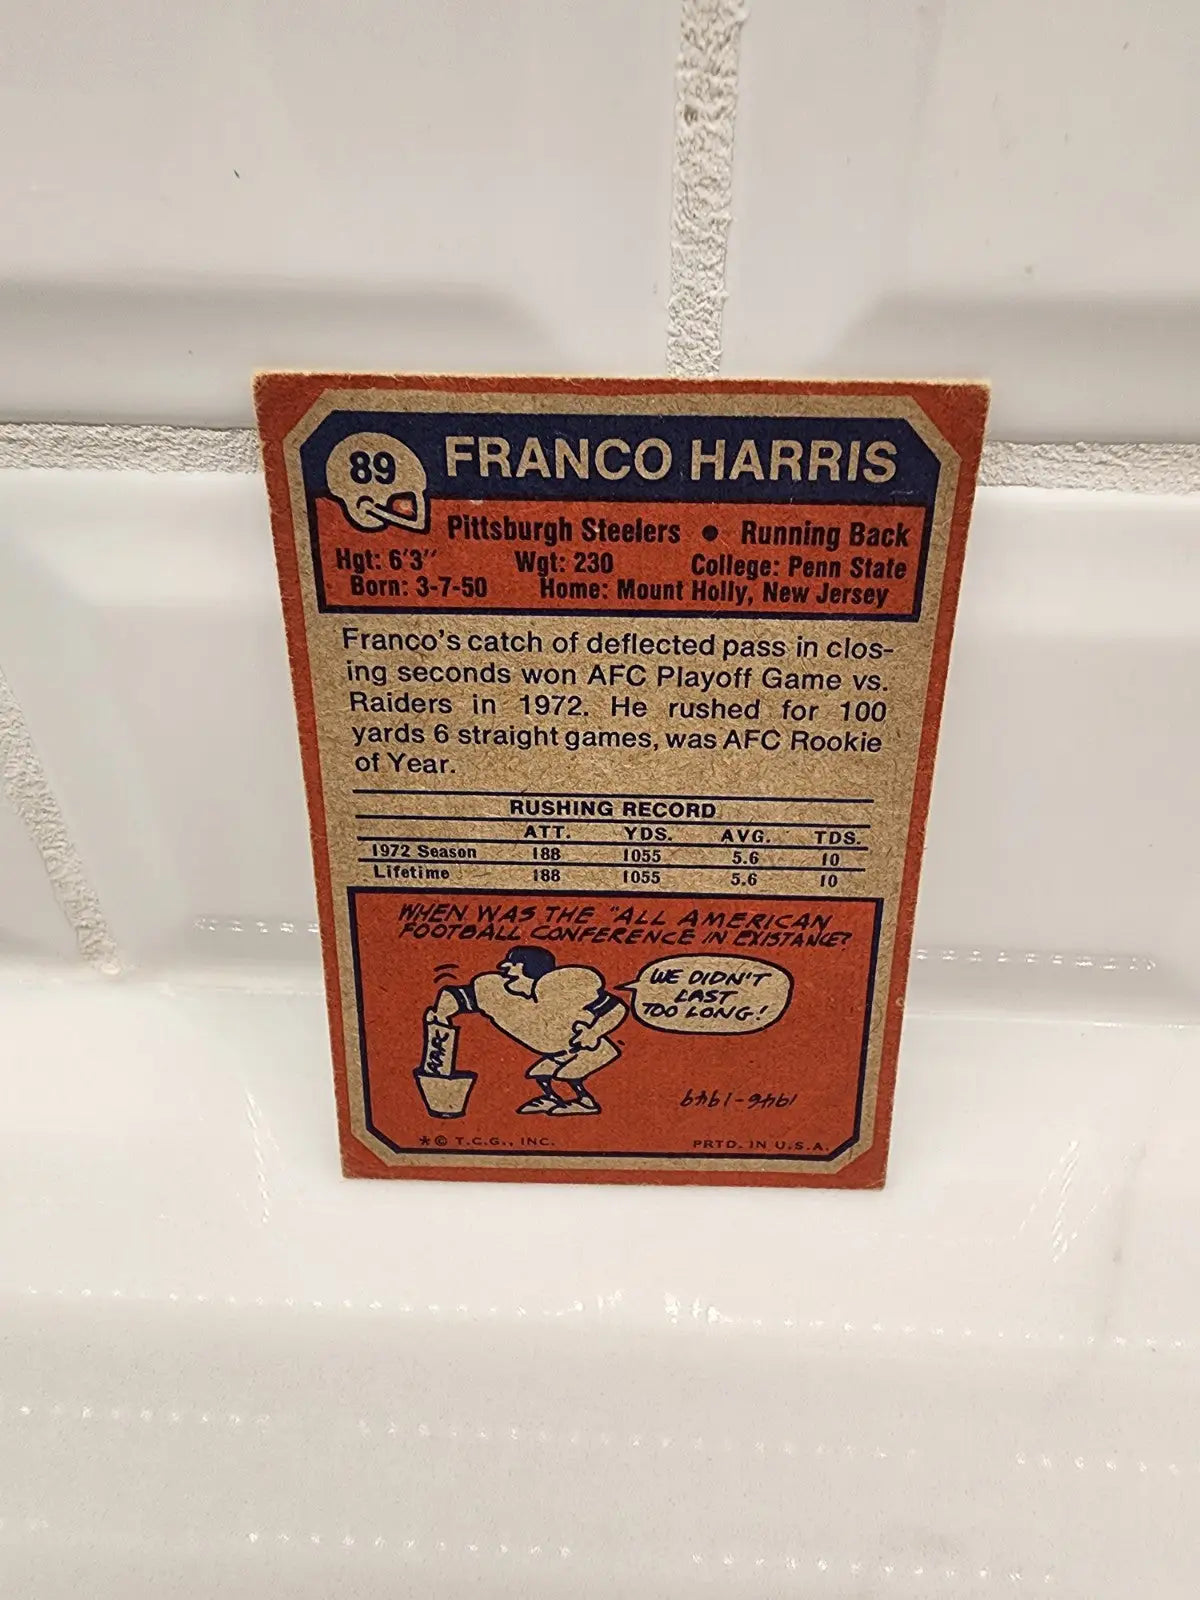 89
FRANCO HARRIS
Pittsburgh Steelers ● Running Back
Hgt: 6'3" Wgt: 230 College: Penn State
Born: 3-7-50 Home: Mount Holly, New Jersey
Franco's catch of deflected pass in clos-
ing seconds won AFC Playoff Game vs.
Raiders in 1972. He rushed for 100
yards 6 straight games, was AFC Rookie
of Year.
RUSHING RECORD
ATT. YDS. AVG. TDS.
1972 Season 188 1055 5.6 10
Lifetime 188 1055 5.6 10
WHEN WAS THE "ALL AMERICAN
FOOTBALL CONFERENCE IN EXISTANCE?
WE DIDN'T
LAST
TOO LONG!
AAFC
1946-1949
* © T.C.G., INC. PRTD. IN U.S.A.